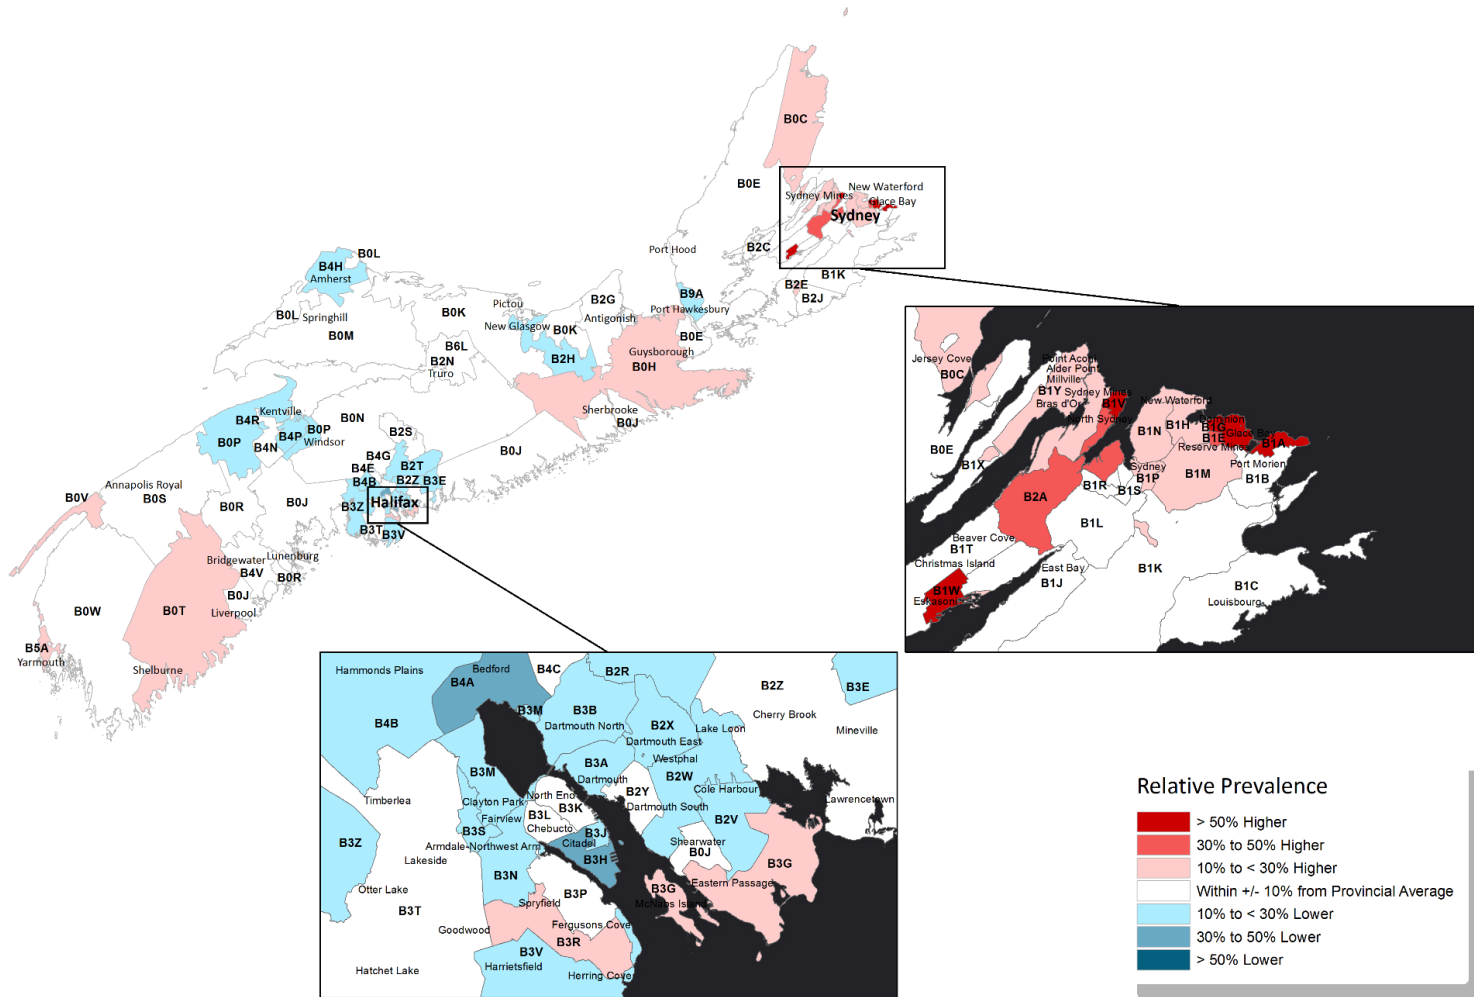 B0C
B0E
New Waterford
Sydney Mines
Glace Bay
Sydney
Port Hood
B2C
B0L
B4H
Amherst
B1K
B2E
B2J
B9A
Port Hawkesbury
B2G
Antigonish
Pictou
B0K
B0L
Springhill
B0M
New Glasgow
B0K
B0E
B6L
B2N
Truro
B2H
Guysborough
B0H
Kentville
B4R
B0N
Sherbrooke
B0J
B0P
B4P
B0P
Windsor
B4N
B2S
B4G
B0J
B4E
B2T
B4B
B2Z
B3E
Annapolis Royal
B0V
B0S
B0R
B0J
B3Z
Halifax
B3T
B3V
Bridgewater
Lunenburg
B4V
B0R
B0J
Liverpool
B0W
B0T
B5A
Yarmouth
Shelburne
Jersey Cove
B0C
Point Aconi
Alder Point
Millville
B1Y
Sydney Mines
Bras d'Or
B1V
North Sydney
New Waterford
B1N
B1H
Dominion
B1G
B1E
Glace Bay
B1A
Reserve Mines
B0E
B1X
Sydney
B1P
B1M
Port Morien
B1B
B2A
B1R
B1S
B1L
B1L
Beaver Cove
B1T
Christmas Island
East Bay
B1J
B1K
B1W
Eskasoni
B1C
Louisbourg
Hammonds Plains
Bedford
B4C
B2R
B4A
B2Z
B3E
B4B
B3M
B3B
Dartmouth North
B2X
Lake Loon
Cherry Brook
Mineville
Dartmouth East
Westphal
B3M
B3A
Dartmouth
B2W
Timberlea
Clayton Park
North End
B2Y
Cole Harbour
Lawrencetown
Fairview
B3L
B3K
Dartmouth South
B3S
Chebucto
B3J
B2V
B3Z
Armdale-Northwest Arm
Citadel
Shearwater
Lakeside
B3H
B0J
B3G
B3N
Otter Lake
B3P
B3G
Eastern Passage
B3T
Spryfield
McNabs Island
Goodwood
Fergusons Cove
B3R
B3V
Harrietsfield
Hatchet Lake
Herring Cove
Relative Prevalence
> 50% Higher
30% to 50% Higher
10% to < 30% Higher
Within +/- 10% from Provincial Average
10% to < 30% Lower
30% to 50% Lower
> 50% Lower